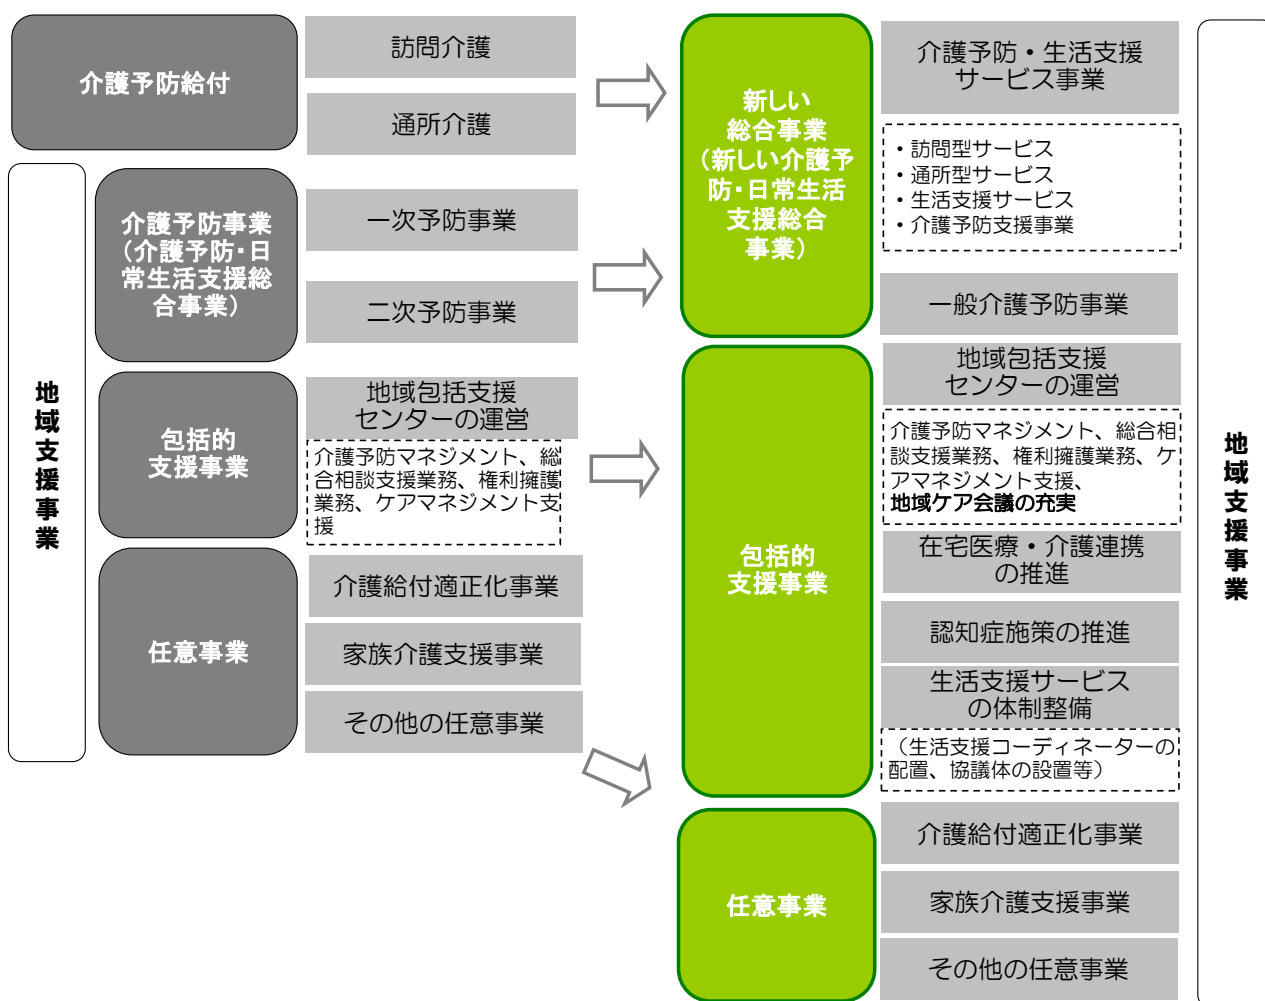 介護予防給付
訪問介護
通所介護
地域支援事業
介護予防事業
(介護予防・日
常生活支援総
合事業)
一次予防事業
二次予防事業
包括的
支援事業
地域包括支援
センターの運営
介護予防マネジメント、総
合相談支援業務、権利擁護
業務、ケアマネジメント支
援
任意事業
介護給付適正化事業
家族介護支援事業
その他の任意事業
新しい
総合事業
(新しい介護予
防・日常生活
支援総合
事業)
介護予防・生活支援
サービス事業
・訪問型サービス
・通所型サービス
・生活支援サービス
・介護予防支援事業
一般介護予防事業
包括的
支援事業
地域包括支援
センターの運営
介護予防マネジメント、総合相
談支援業務、権利擁護業務、ケ
アマネジメント支援、
地域ケア会議の充実
在宅医療・介護連携
の推進
認知症施策の推進
生活支援サービス
の体制整備
(生活支援コーディネーターの
配置、協議体の設置等)
任意事業
介護給付適正化事業
家族介護支援事業
その他の任意事業
地域支援事業